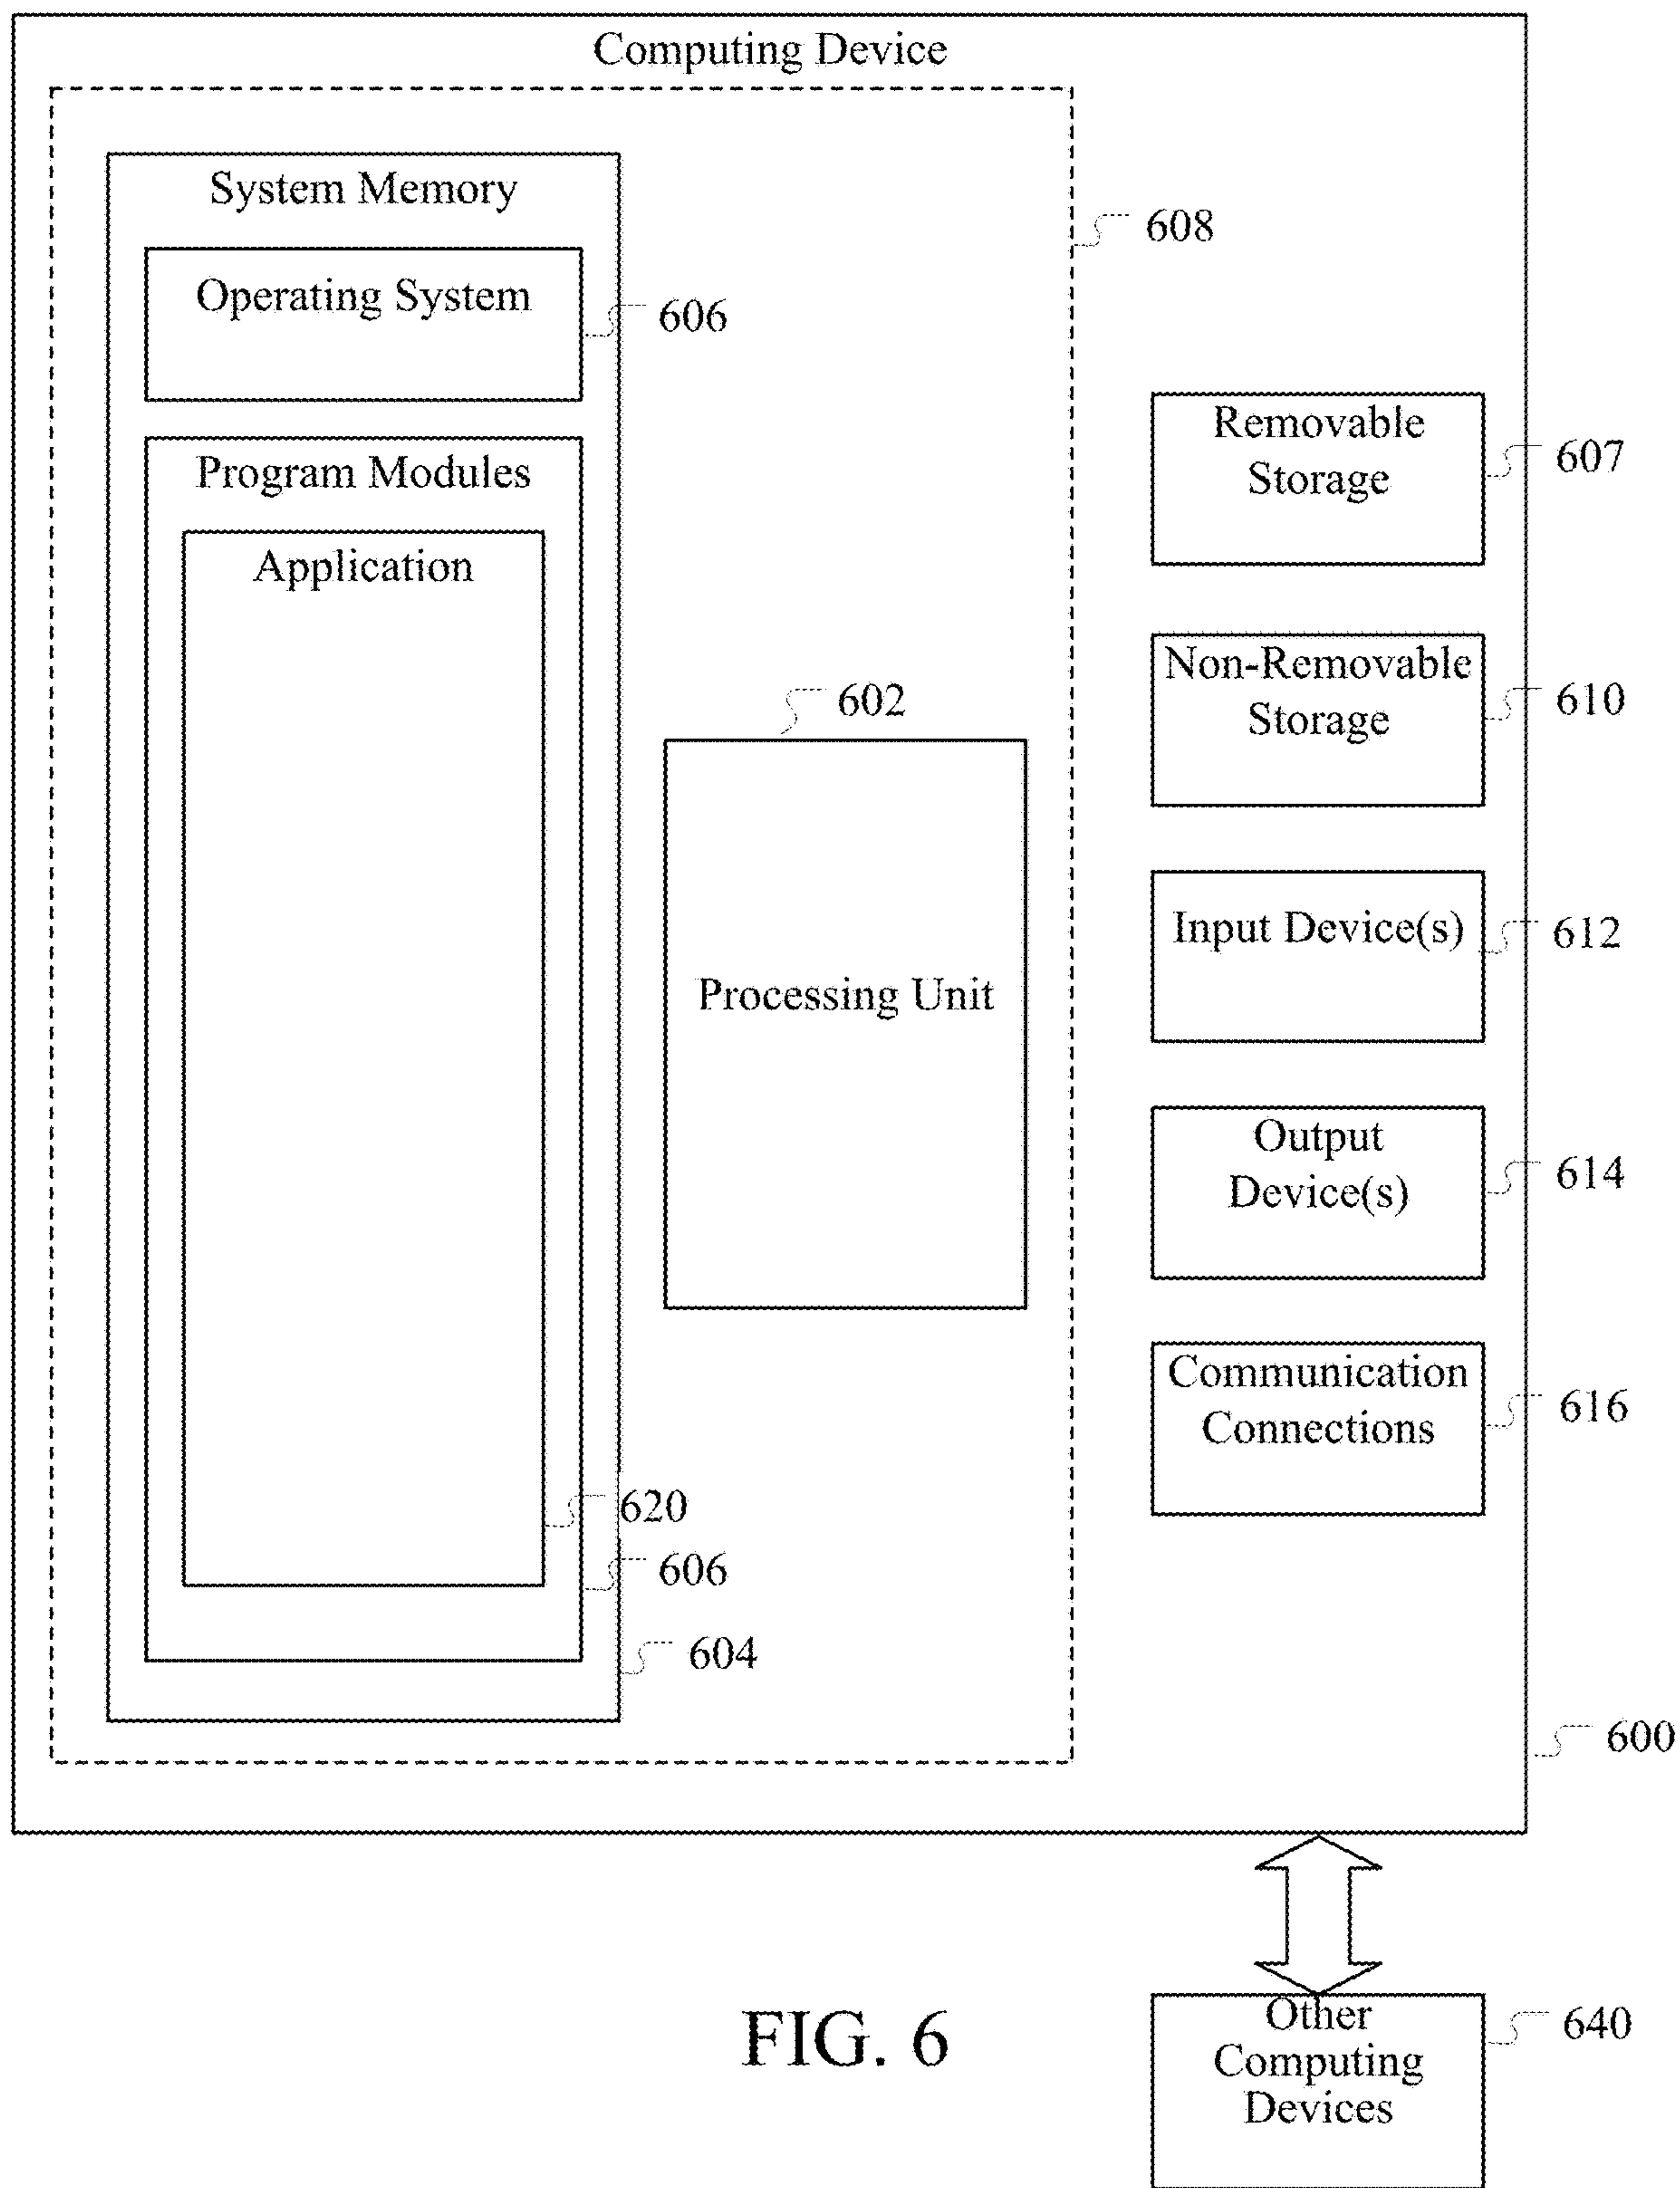 Computing Device
System Memory
608
Operating System
606
Program Modules
Application
Removable
Storage
607
Non-Removable
Storage
610
602
Processing Unit
Input Device(s)
612
Output
Device(s)
614
Communication
Connections
616
620
606
604
600
Other
Computing
Devices
640
FIG. 6